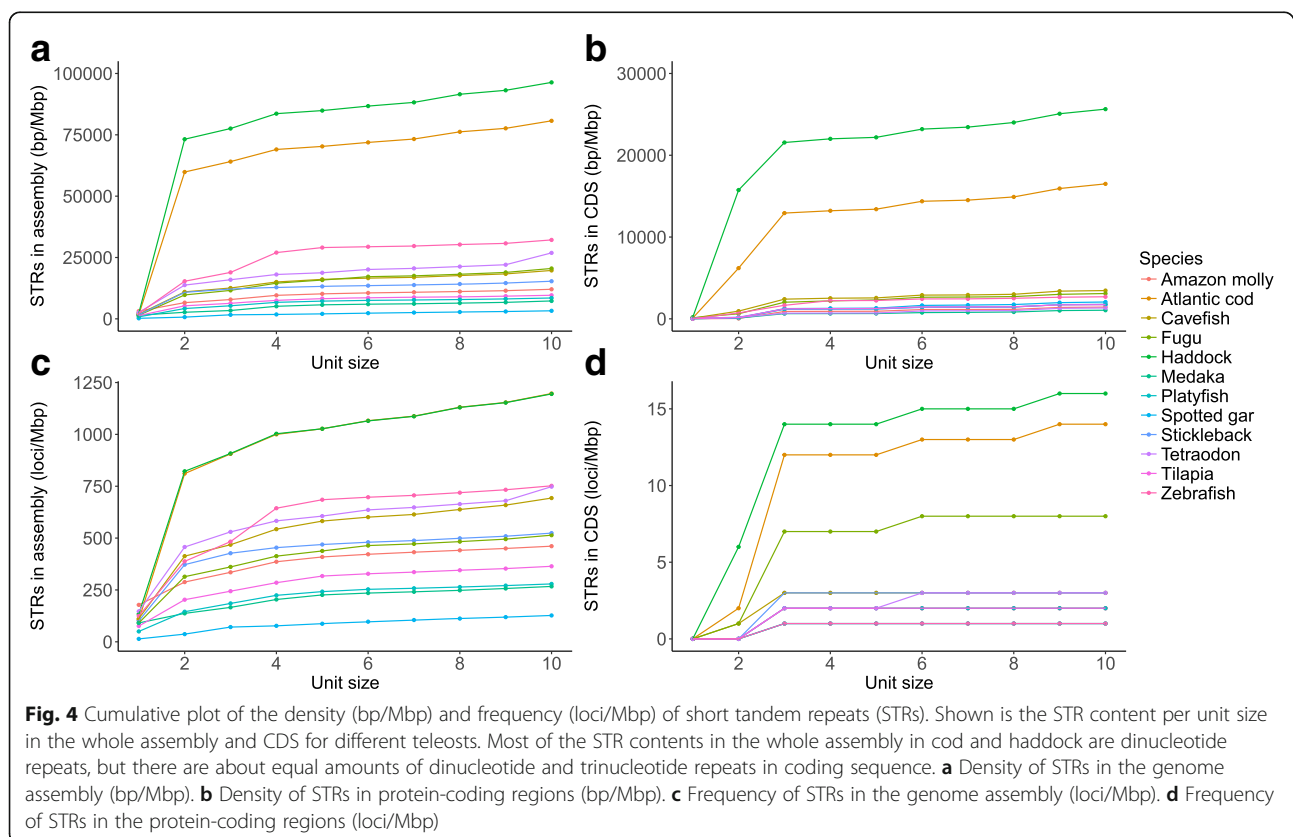 a
b
100000
75000
50000
25000
0
STRs in assembly (bp/Mbp)
2 4 6 8 10
Unit size
30000
20000
10000
0
STRs in CDS (bp/Mbp)
2 4 6 8 10
Unit size
c
d
1250
1000
750
500
250
0
STRs in assembly (loci/Mbp)
2 4 6 8 10
Unit size
15
10
5
0
STRs in CDS (loci/Mbp)
2 4 6 8 10
Unit size
Species
Amazon molly
Atlantic cod
Cavefish
Fugu
Haddock
Medaka
Platyfish
Spotted gar
Stickleback
Tetraodon
Tilapia
Zebrafish
Fig. 4 Cumulative plot of the density (bp/Mbp) and frequency (loci/Mbp) of short tandem repeats (STRs). Shown is the STR content per unit size
in the whole assembly and CDS for different teleosts. Most of the STR contents in the whole assembly in cod and haddock are dinucleotide
repeats, but there are about equal amounts of dinucleotide and trinucleotide repeats in coding sequence. a Density of STRs in the genome
assembly (bp/Mbp). b Density of STRs in protein-coding regions (bp/Mbp). c Frequency of STRs in the genome assembly (loci/Mbp). d Frequency
of STRs in the protein-coding regions (loci/Mbp)